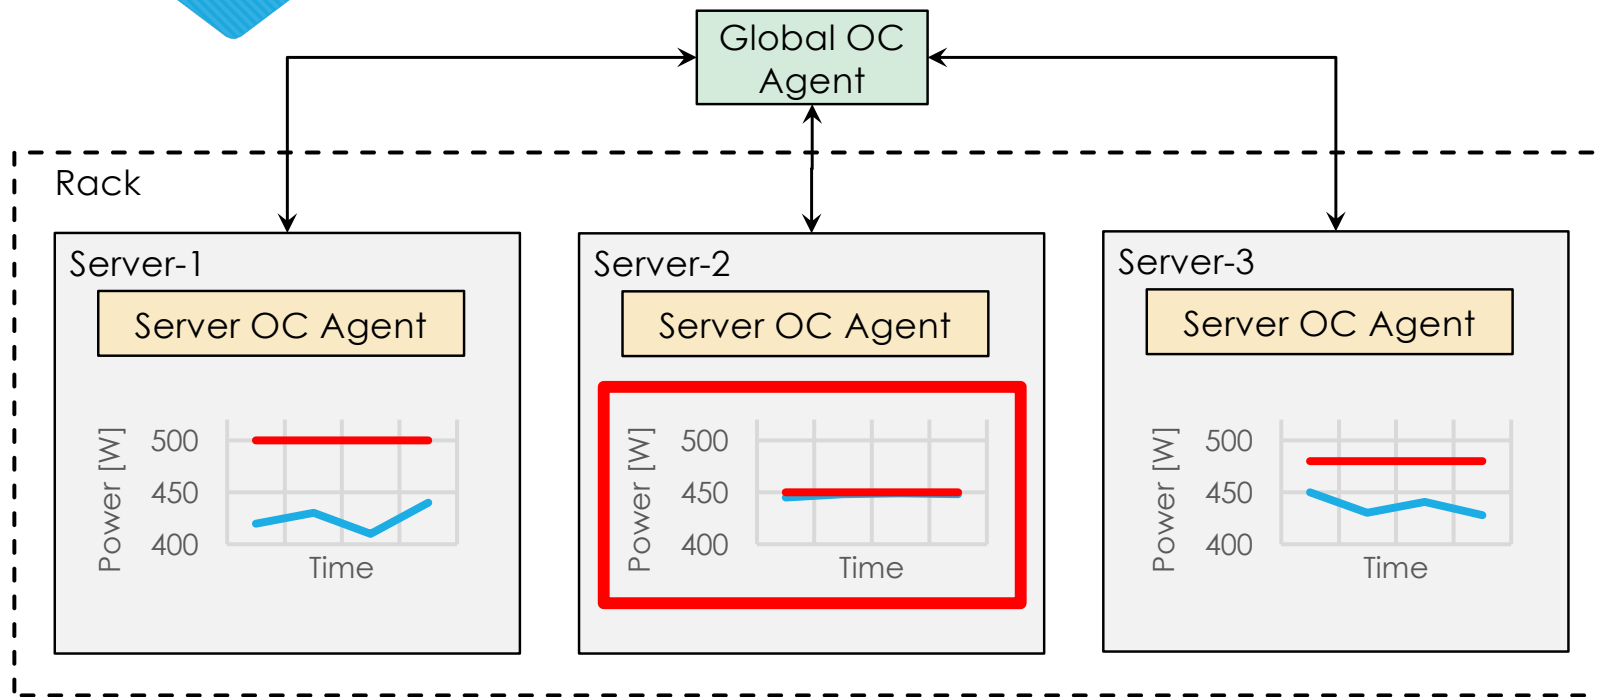 Global OC
Agent
Rack
Server-1
Server OC Agent
Power [W]
500
450
400
Time
Server-2
Server OC Agent
Power [W]
500
450
400
Time
Server-3
Server OC Agent
Power [W]
500
450
400
Time